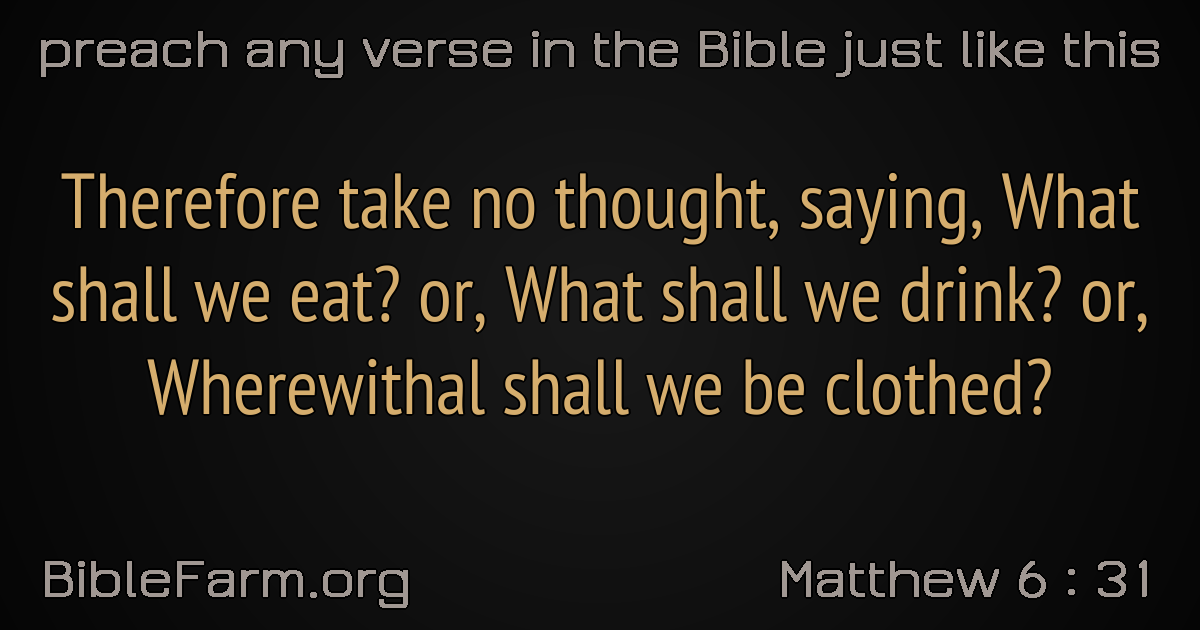 preach any verse in the Bible just like this
Therefore take no thought, saying, What
shall we eat? or, What shall we drink? or,
Wherewithal shall we be clothed?
BibleFarm.org
Matthew 6 : 31